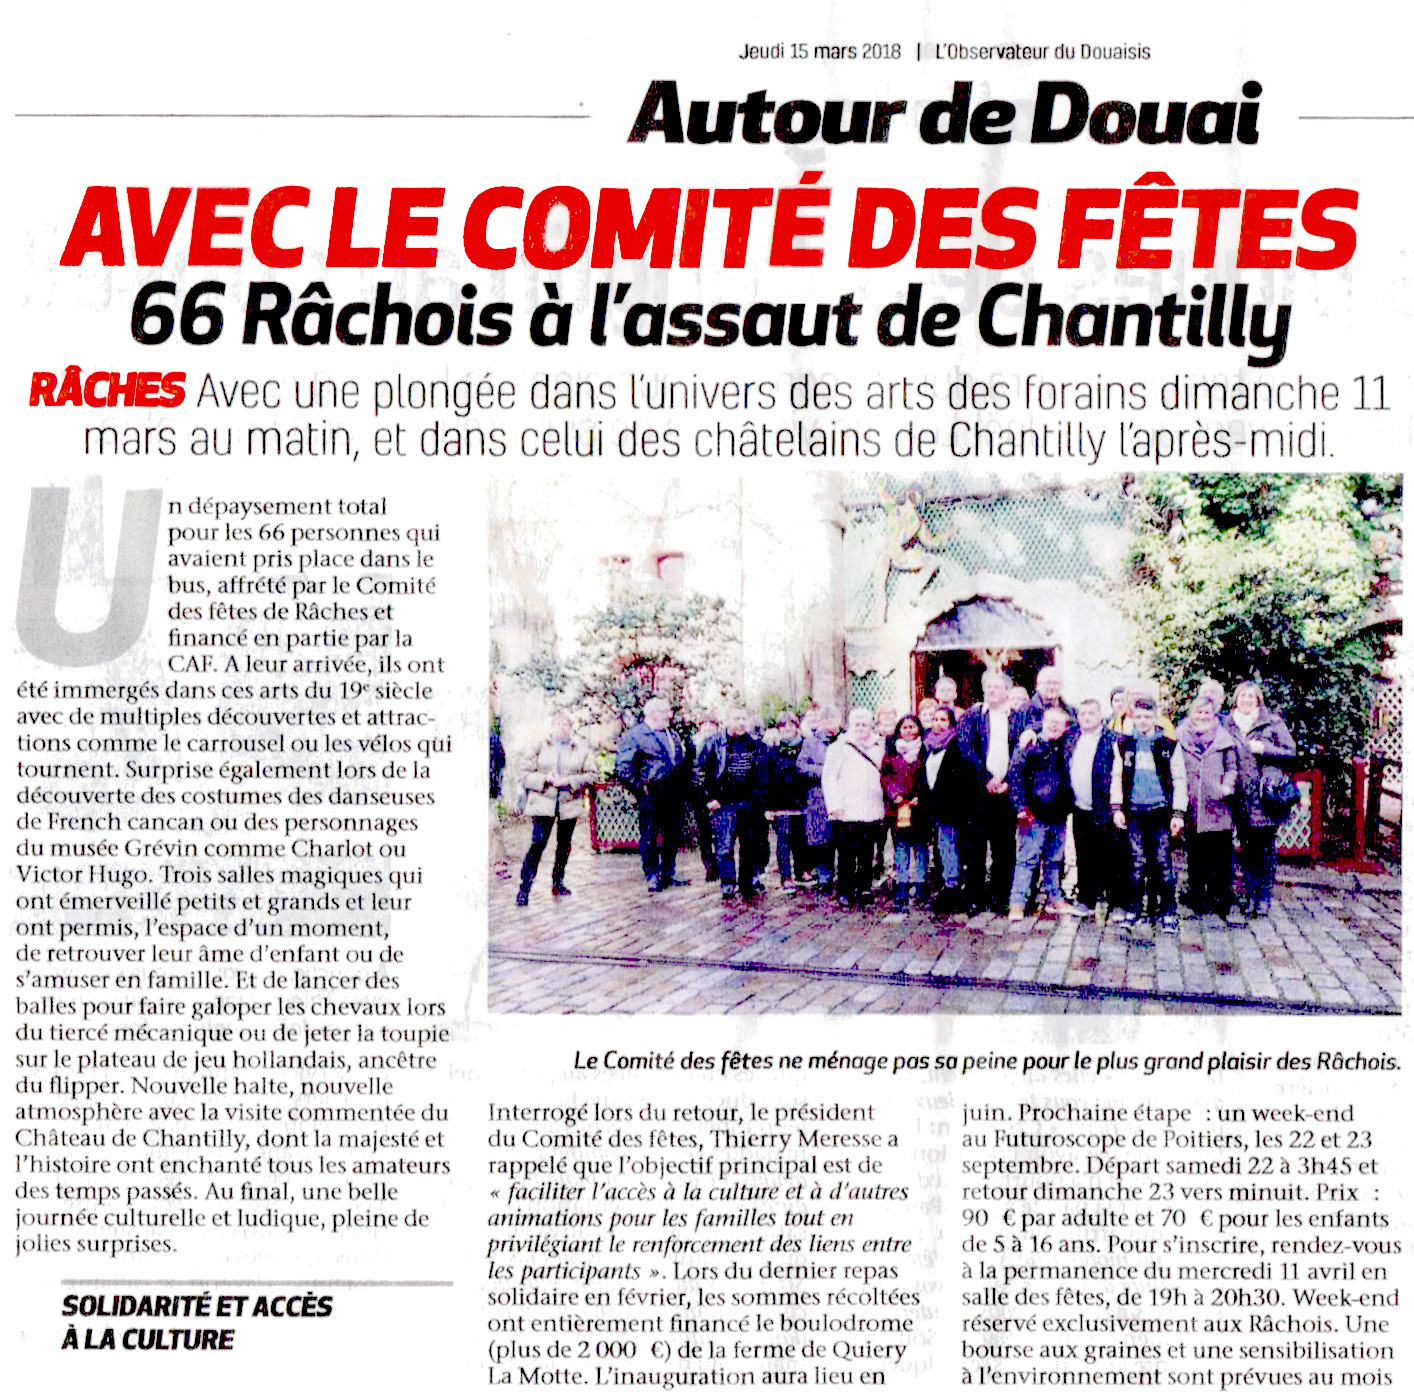 Jeudi 15 mars 2018 | L'Observateur du Douaisis
Autour de Douai
AVEC LE COMITÉ DES FÊTES
66 Râchois à l'assaut de Chantilly
RÂCHES Avec une plongée dans l'univers des arts des forains dimanche 11
mars au matin, et dans celui des châtelains de Chantilly l'après-midi.
Un dépaysement total
pour les 66 personnes qui
avaient pris place dans le
bus, affrété par le Comité
des fêtes de Râches et
financé en partie par la
CAF. A leur arrivée, ils ont
été immergés dans ces arts du 19e siècle
avec de multiples découvertes et attrac-
tions comme le carrousel ou les vélos qui
tournent. Surprise également lors de la
découverte des costumes des danseuses
de French cancan ou des personnages
du musée Grévin comme Charlot ou
Victor Hugo. Trois salles magiques qui
ont émerveillé petits et grands et leur
ont permis, l'espace d'un moment,
de retrouver leur âme d'enfant ou de
s'amuser en famille. Et de lancer des
balles pour faire galoper les chevaux lors
du tiercé mécanique ou de jeter la toupie
sur le plateau de jeu hollandais, ancêtre
du flipper. Nouvelle halte, nouvelle
atmosphère avec la visite commentée du
Château de Chantilly, dont la majesté et
l'histoire ont enchanté tous les amateurs
des temps passés. Au final, une belle
journée culturelle et ludique, pleine de
jolies surprises.
SOLIDARITÉ ET ACCÈS
À LA CULTURE
Le Comité des fêtes ne ménage pas sa peine pour le plus grand plaisir des Râchois.
Interrogé lors du retour, le président
du Comité des fêtes, Thierry Meresse a
rappelé que l'objectif principal est de
« faciliter l'accès à la culture et à d'autres
animations pour les familles tout en
privilégiant le renforcement des liens entre
les participants ». Lors du dernier repas
solidaire en février, les sommes récoltées
ont entièrement financé le boulodrome
(plus de 2 000 €) de la ferme de Quiery
La Motte. L'inauguration aura lieu en
juin. Prochaine étape : un week-end
au Futuroscope de Poitiers, les 22 et 23
septembre. Départ samedi 22 à 3h45 et
retour dimanche 23 vers minuit. Prix :
90 € par adulte et 70 € pour les enfants
de 5 à 16 ans. Pour s'inscrire, rendez-vous
à la permanence du mercredi 11 avril en
salle des fêtes, de 19h à 20h30. Week-end
réservé exclusivement aux Râchois. Une
bourse aux graines et une sensibilisation
à l'environnement sont prévues au mois